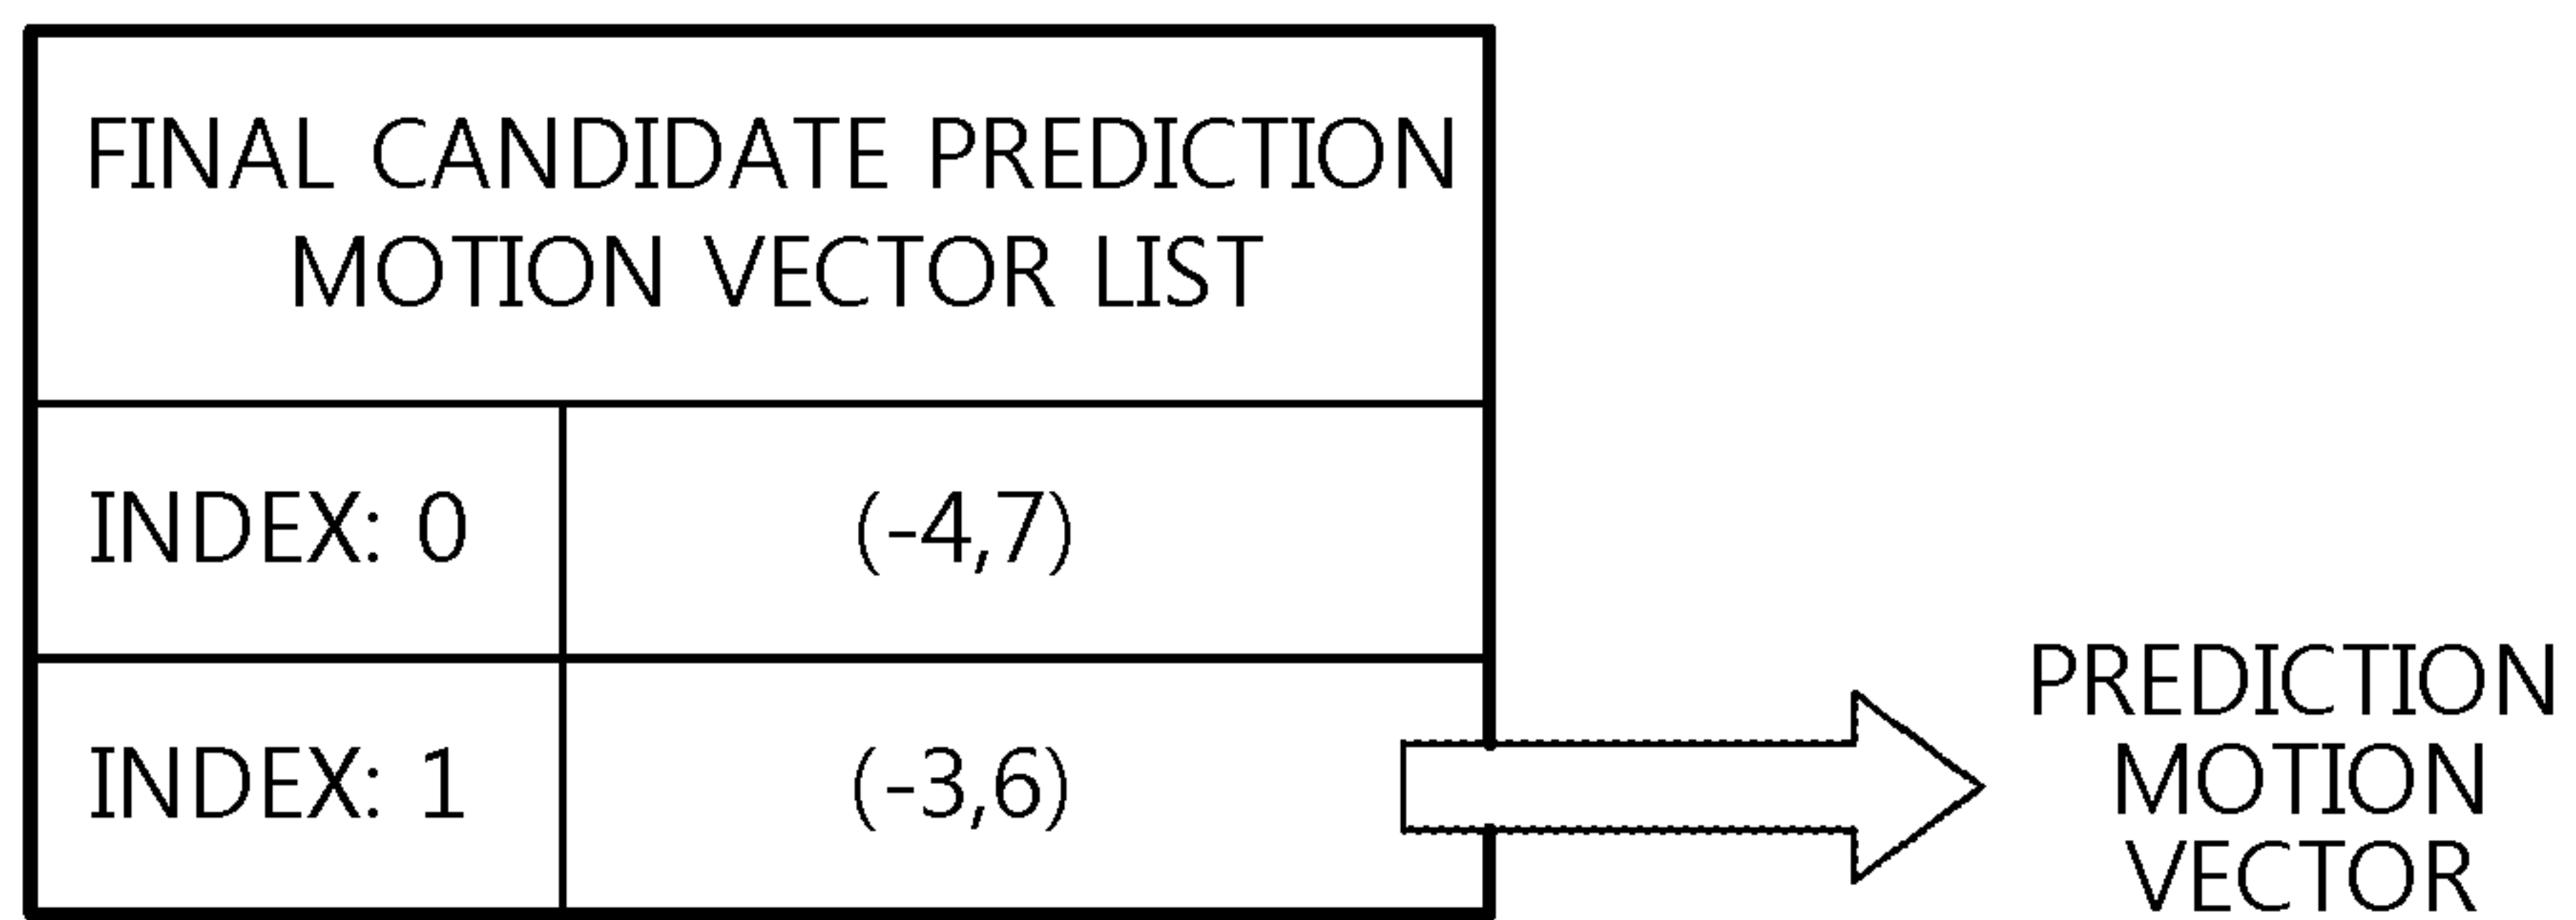 FINAL CANDIDATE PREDICTION
MOTION VECTOR LIST
INDEX: 0 (-4,7)
INDEX: 1 (-3,6)
PREDICTION
MOTION
VECTOR